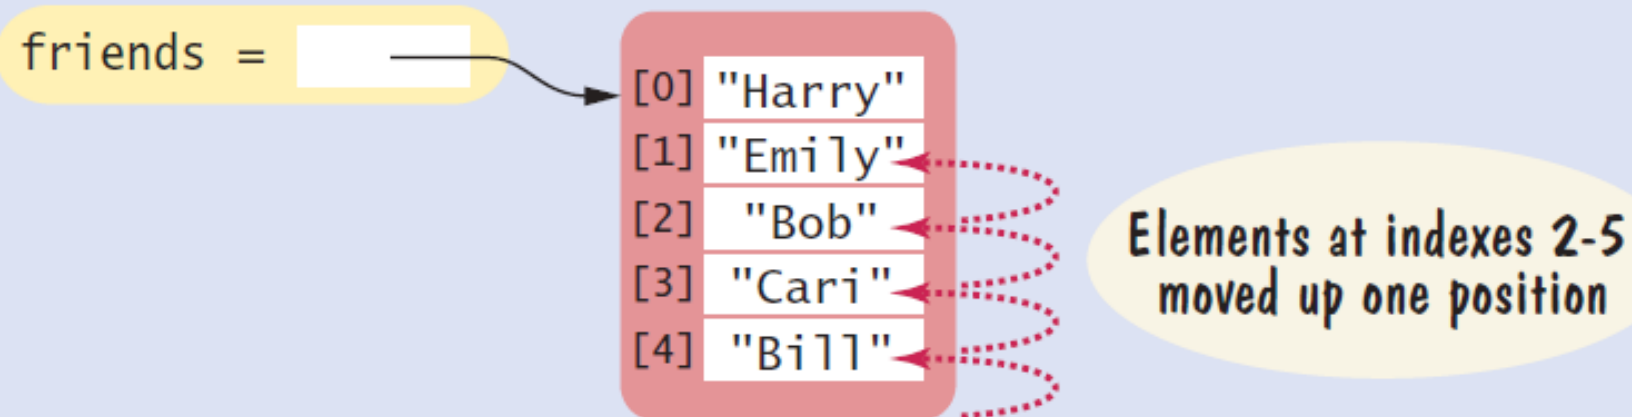 friends =
[0] "Harry"
[1] "Emily"
[2] "Bob"
[3] "Cari"
[4] "Bill"
Elements at indexes 2-5
moved up one position